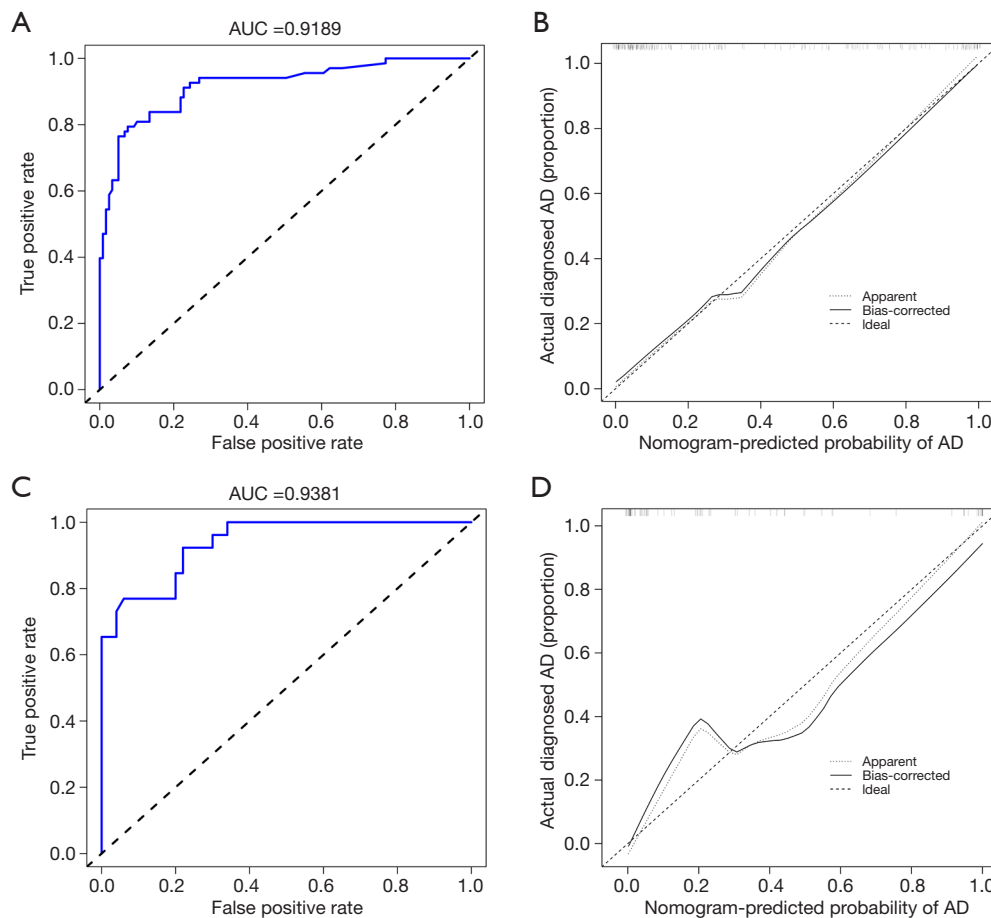 A
AUC =0.9189
1.0
0.8
0.6
0.4
0.2
0.0
True positive rate
0.0 0.2 0.4 0.6 0.8 1.0
False positive rate
B
1.0
0.8
0.6
0.4
0.2
0.0
Actual diagnosed AD (proportion)
Apparent
Bias-corrected
Ideal
0.0 0.2 0.4 0.6 0.8 1.0
Nomogram-predicted probability of AD
C
AUC =0.9381
1.0
0.8
0.6
0.4
0.2
0.0
True positive rate
0.0 0.2 0.4 0.6 0.8 1.0
False positive rate
D
1.0
0.8
0.6
0.4
0.2
0.0
Actual diagnosed AD (proportion)
Apparent
Bias-corrected
Ideal
0.0 0.2 0.4 0.6 0.8 1.0
Nomogram-predicted probability of AD